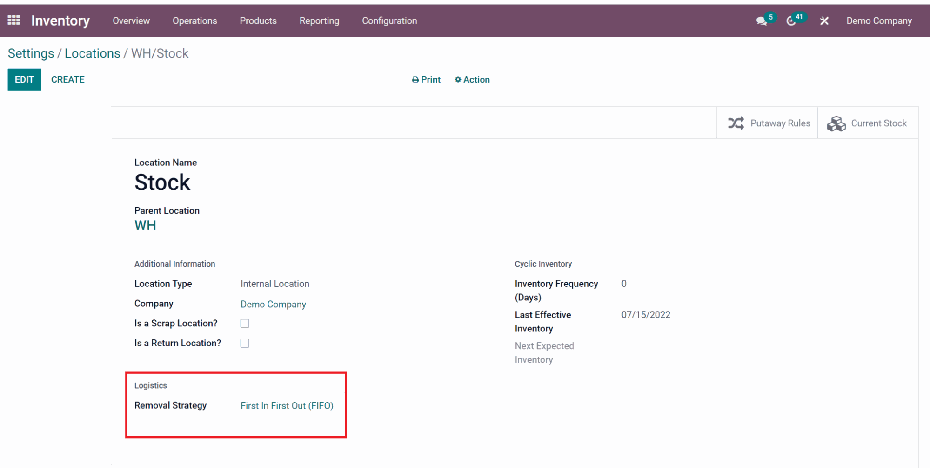 Inventory Overview Operations Products Reporting Configuration 5 41 Demo Company
Settings / Locations / WH/Stock
EDIT CREATE Print Action
Putaway Rules Current Stock
Location Name
Stock
Parent Location
WH
Additional Information
Location Type Internal Location
Company Demo Company
Is a Scrap Location?
Is a Return Location?
Cyclic Inventory
Inventory Frequency 0
(Days)
Last Effective 07/15/2022
Inventory
Next Expected
Inventory
Logistics
Removal Strategy First In First Out (FIFO)